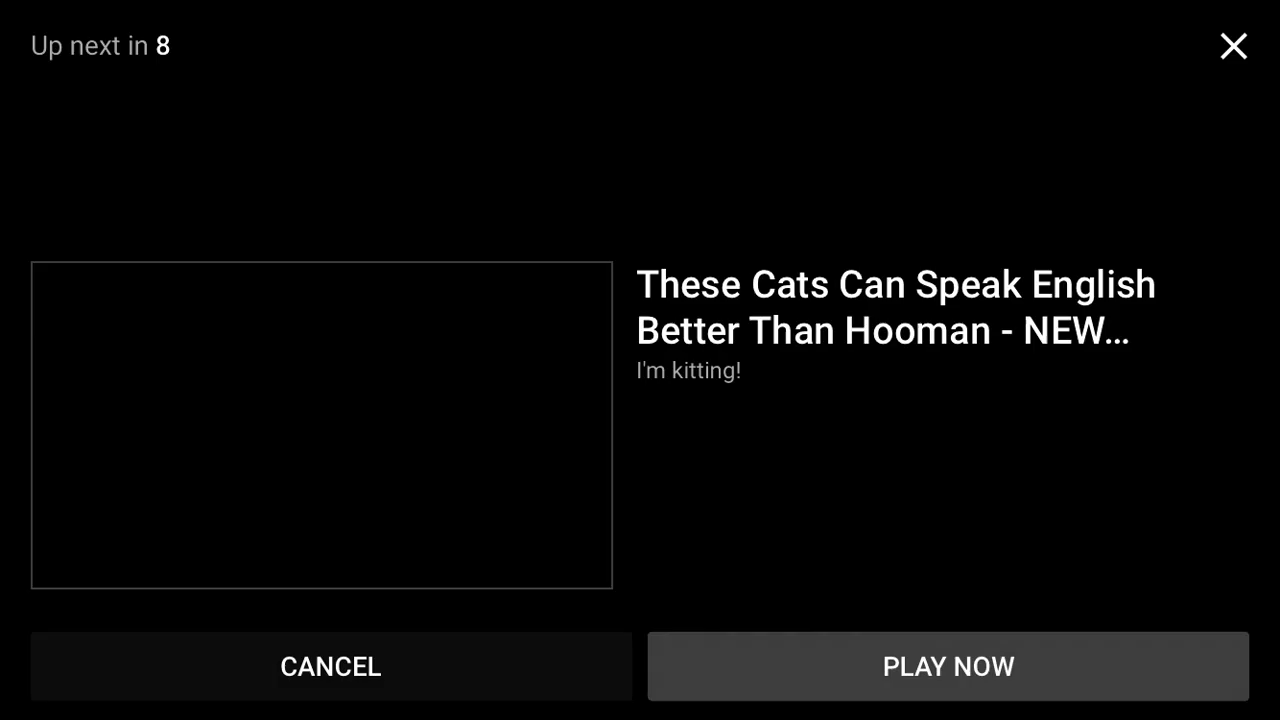 Up next in 8
These Cats Can Speak English
Better Than Hooman - NEW...
I'm kitting!
CANCEL
PLAY NOW